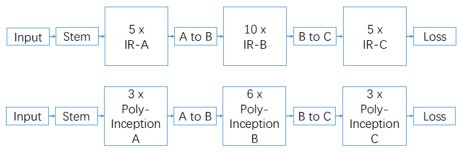 Input
Stem
5 x
IR-A
A to B
10 x
IR-B
B to C
5 x
IR-C
Loss
Input
Stem
3 x
Poly-
Inception
A
A to B
6 x
Poly-
Inception
B
B to C
3 x
Poly-
Inception
C
Loss